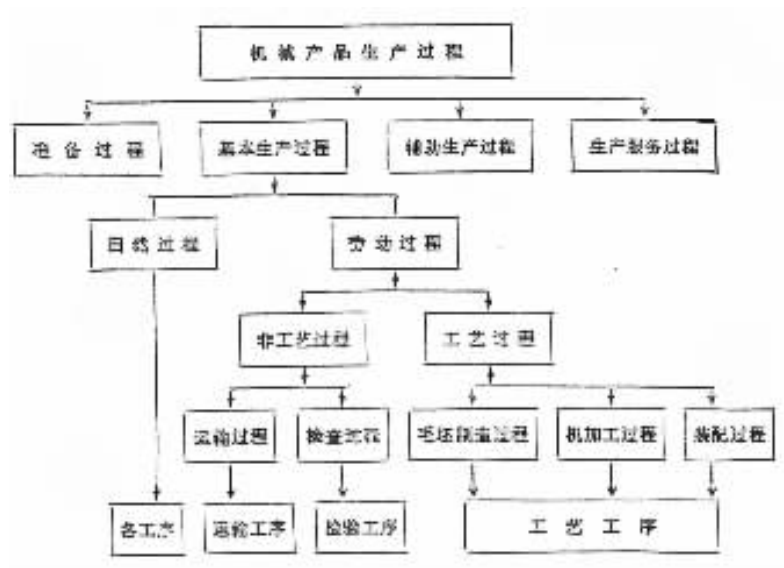 机械产品生产过程
准备过程
基本生产过程
辅助生产过程
生产服务过程
自然过程
劳动过程
非工艺过程
工艺过程
运输过程
检查过程
毛坯制造过程
机加工过程
装配过程
各工序
运输工序
检验工序
工艺工序